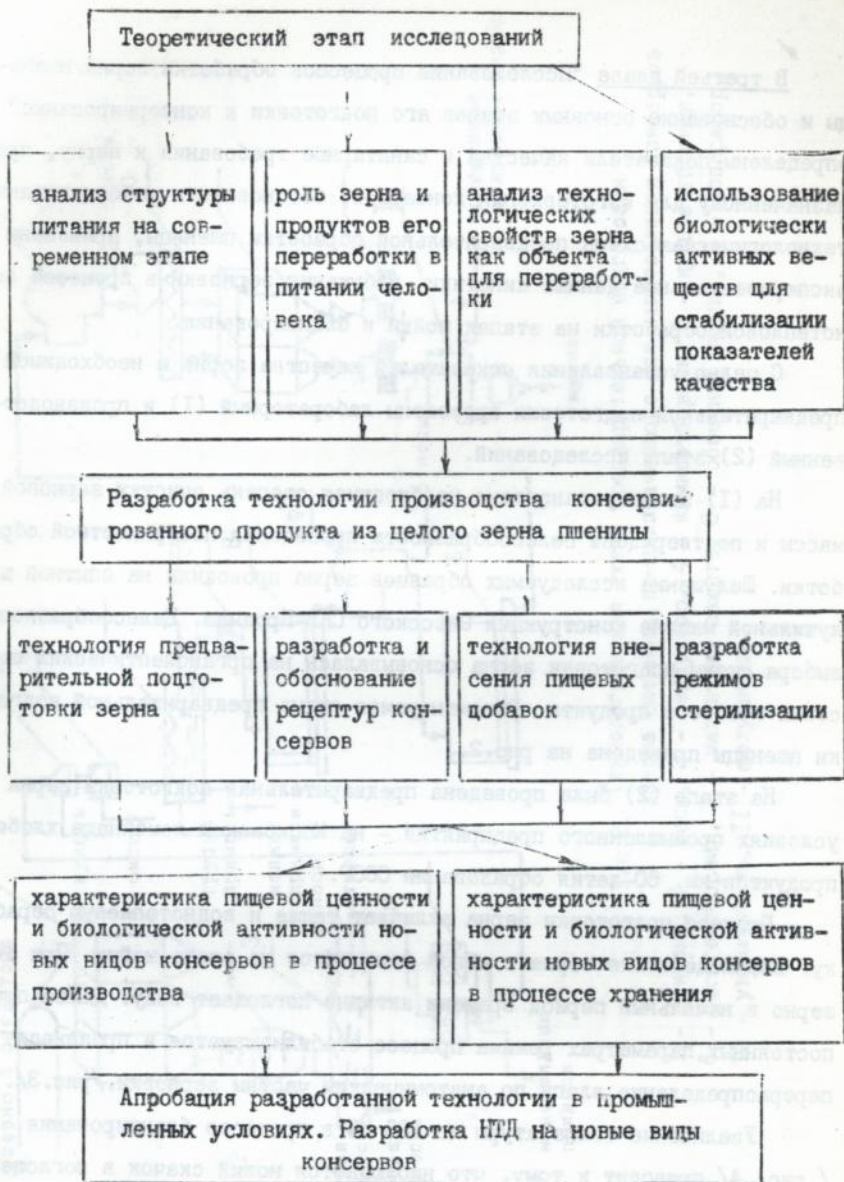 Теоретический этап исследований
анализ структуры
питания на сов-
ременном этапе
роль зерна и
продуктов его
переработки в
питании чело-
века
анализ техно-
логических
свойств зерна
как объекта
для переработ-
ки
использование
биологически
активных ве-
ществ для
стабилизации
показателей
качества
Разработка технологии производства консерви-
рованного продукта из целого зерна пшеницы
технология предва-
рительной подго-
товки зерна
разработка и
обоснование
рецептур кон-
сервов
технология вне-
сения пищевых
добавок
разработка
режимов
стерилизации
характеристика пищевой ценности
и биологической активности но-
вых видов консервов в процессе
производства
характеристика пищевой цен-
ности и биологической актив-
ности новых видов консервов
в процессе хранения
Апробация разработанной технологии в промыш-
ленных условиях. Разработка НТД на новые виды
консервов